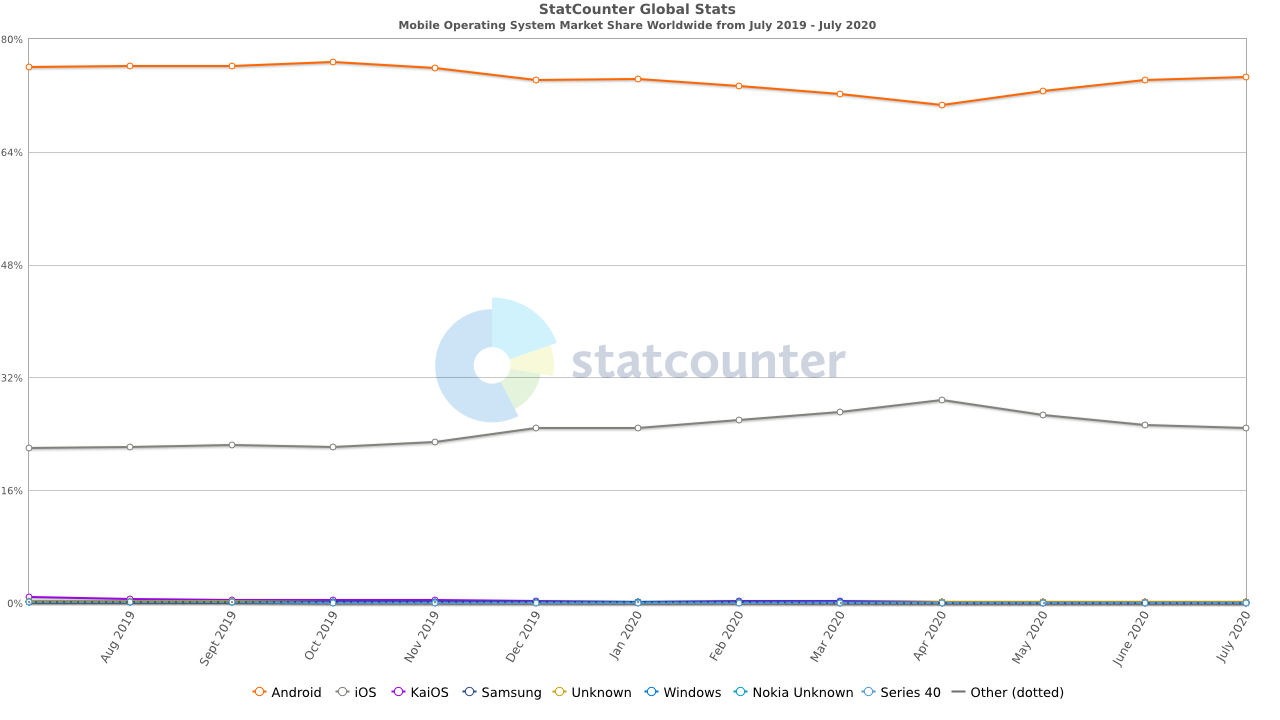 StatCounter Global Stats
Mobile Operating System Market Share Worldwide from July 2019 - July 2020
80%
64%
48%
32%
16%
0%
statcounter
Aug 2019
Sept 2019
Oct 2019
Nov 2019
Dec 2019
Jan 2020
Feb 2020
Mar 2020
Apr 2020
May 2020
June 2020
July 2020
Android iOS KaiOS Samsung Unknown Windows Nokia Unknown Series 40 Other (dotted)